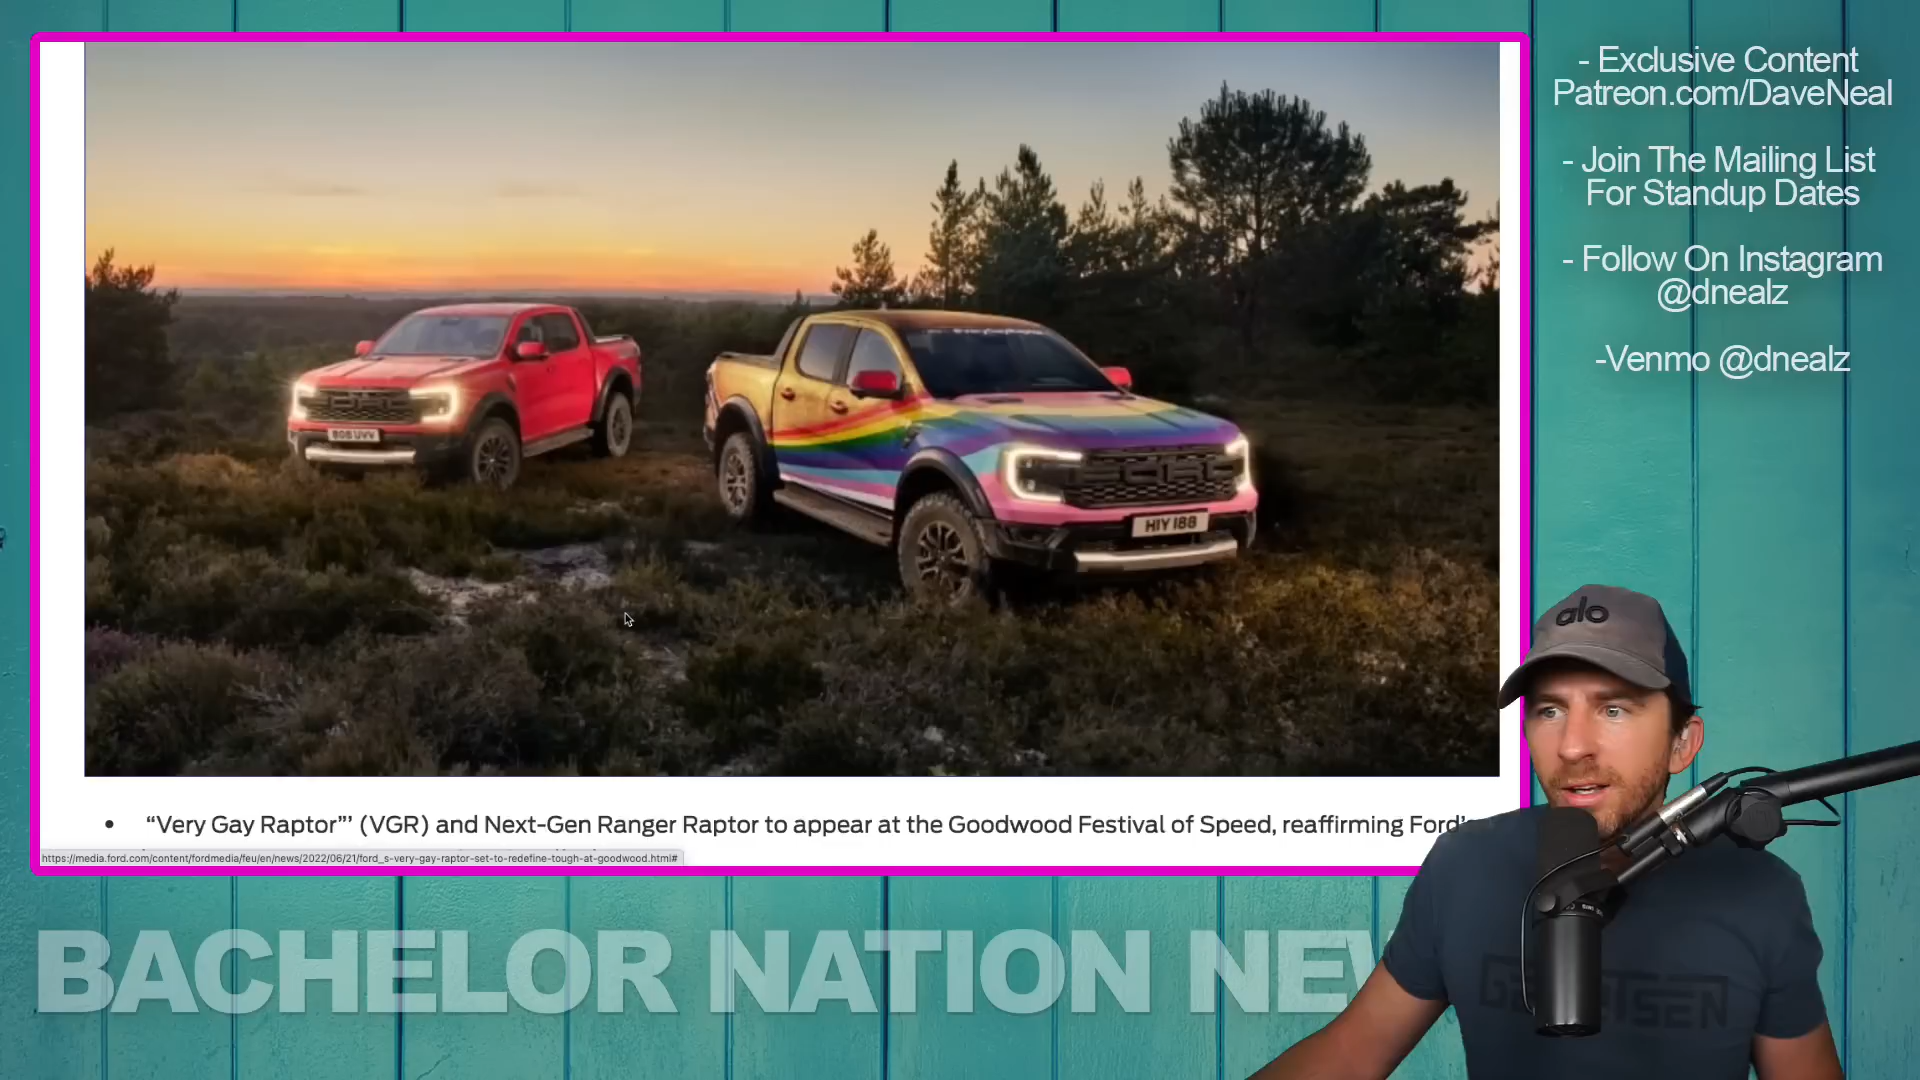 - Exclusive Content
Patreon.com/DaveNeal
- Join The Mailing List
For Standup Dates
- Follow On Instagram
@dnealz
-Venmo @dnealz
FORD
HIY 188
alo
• “Very Gay Raptor”’ (VGR) and Next-Gen Ranger Raptor to appear at the Goodwood Festival of Speed, reaffirming Ford’s
https://media.ford.com/content/fordmedia/feu/en/news/2022/06/21/ford_s-very-gay-raptor-set-to-redefine-tough-at-goodwood.html#
BACHELOR NATION NEW